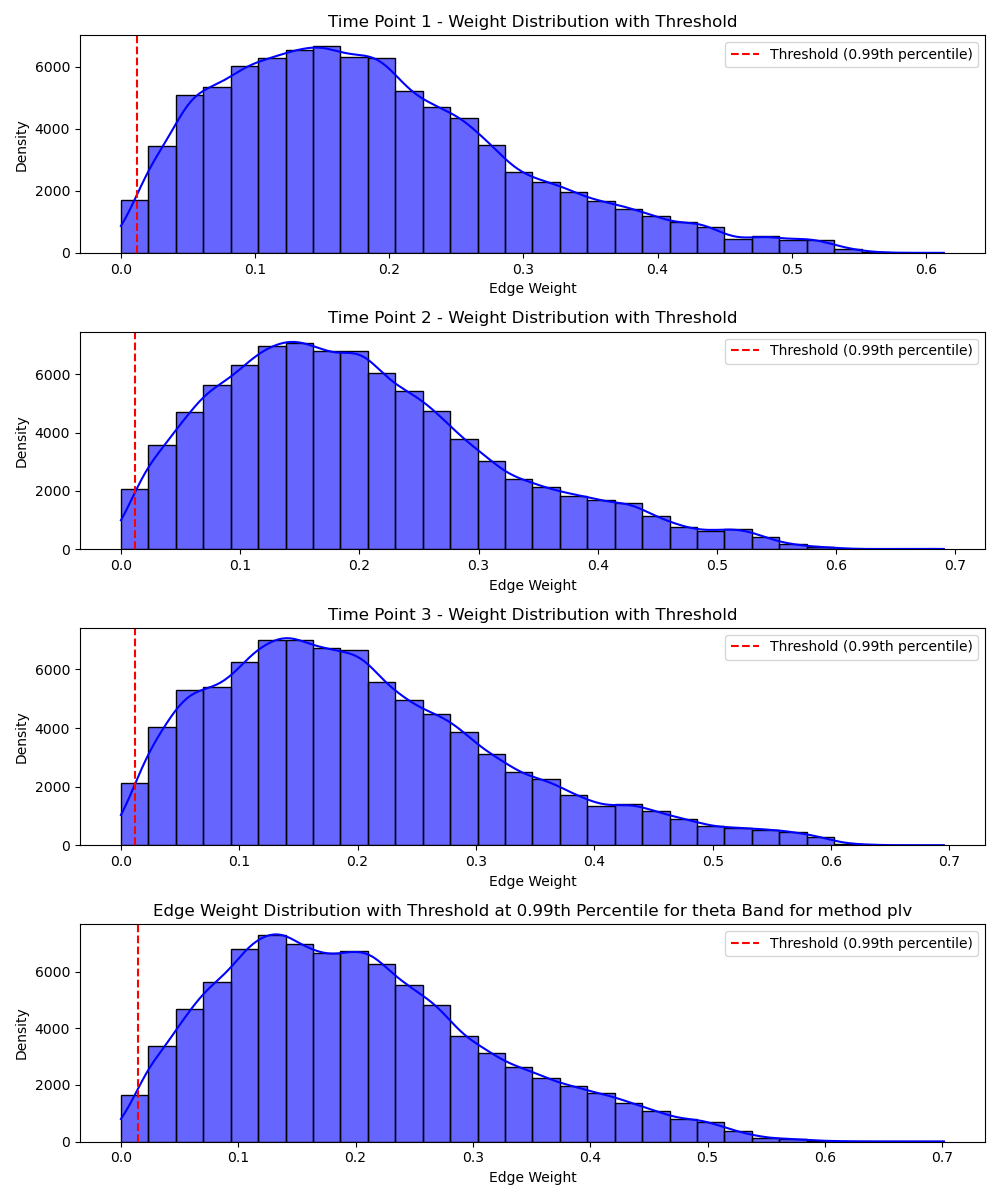 Time Point 1 - Weight Distribution with Threshold
Threshold (0.99th percentile)
Density
6000
4000
2000
0
0.0 0.1 0.2 0.3 0.4 0.5 0.6
Edge Weight
Time Point 2 - Weight Distribution with Threshold
Threshold (0.99th percentile)
Density
6000
4000
2000
0
0.0 0.1 0.2 0.3 0.4 0.5 0.6 0.7
Edge Weight
Time Point 3 - Weight Distribution with Threshold
Threshold (0.99th percentile)
Density
6000
4000
2000
0
0.0 0.1 0.2 0.3 0.4 0.5 0.6 0.7
Edge Weight
Edge Weight Distribution with Threshold at 0.99th Percentile for theta Band for method plv
Threshold (0.99th percentile)
Density
6000
4000
2000
0
0.0 0.1 0.2 0.3 0.4 0.5 0.6 0.7
Edge Weight